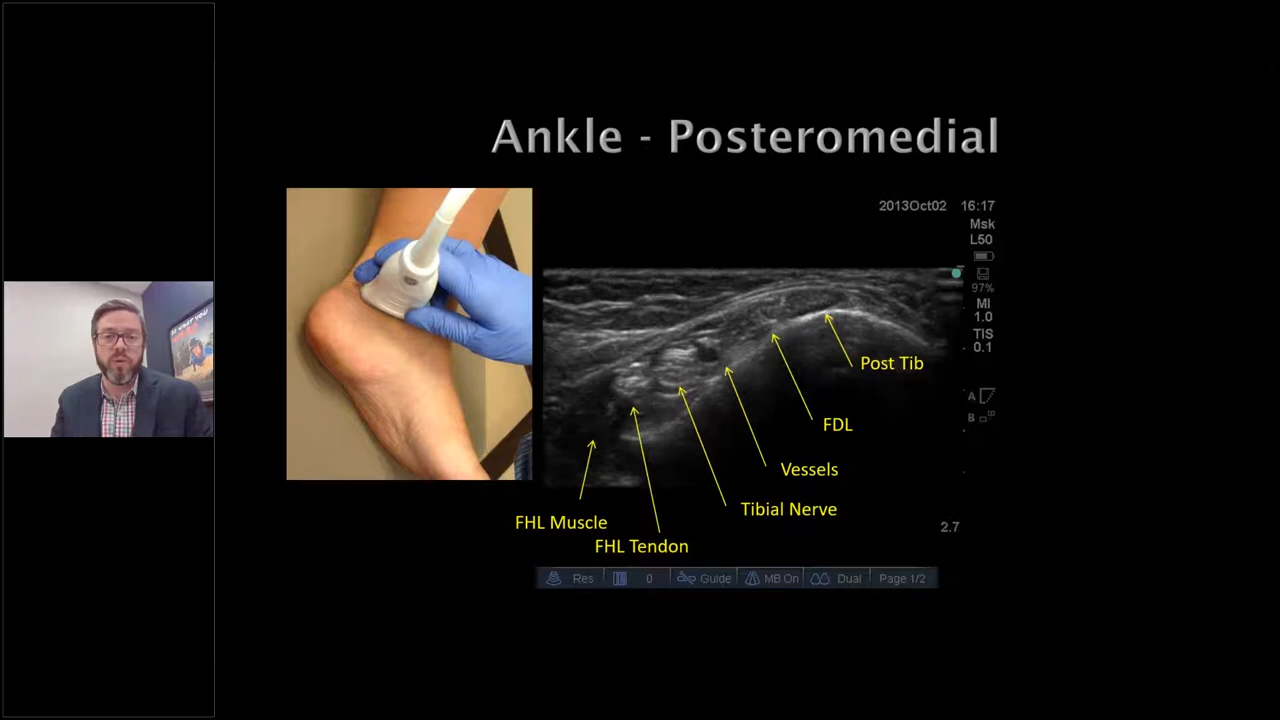 Ankle - Posteromedial
2013Oct02 16:17
Msk
L50
97%
MI
1.0
TIS
0.1
Post Tib
A
FDL
B
Vessels
Tibial Nerve
FHL Muscle
2.7
FHL Tendon
Res 0 Guide MB On Dual Page 1/2